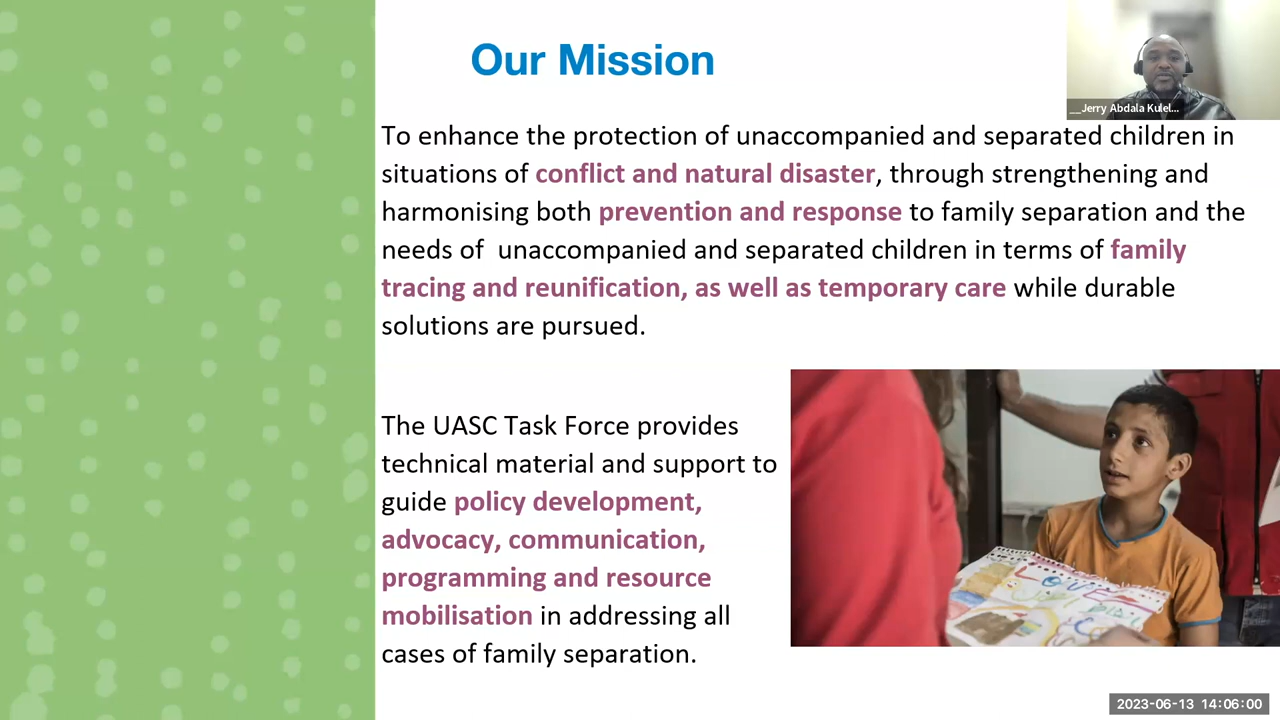 Our Mission
__Jerry Abdala Kulel...
To enhance the protection of unaccompanied and separated children in
situations of conflict and natural disaster, through strengthening and
harmonising both prevention and response to family separation and the
needs of  unaccompanied and separated children in terms of family
tracing and reunification, as well as temporary care while durable
solutions are pursued.
The UASC Task Force provides
technical material and support to
guide policy development,
advocacy, communication,
programming and resource
mobilisation in addressing all
cases of family separation.
2023-06-13 14:06:00